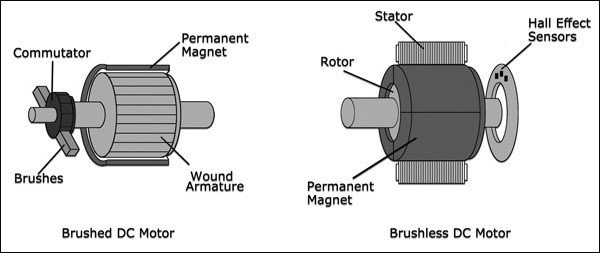 Commutator
Permanent
Magnet
Brushes
Wound
Armature
Brushed DC Motor
Stator
Hall Effect
Sensors
Rotor
Permanent
Magnet
Brushless DC Motor